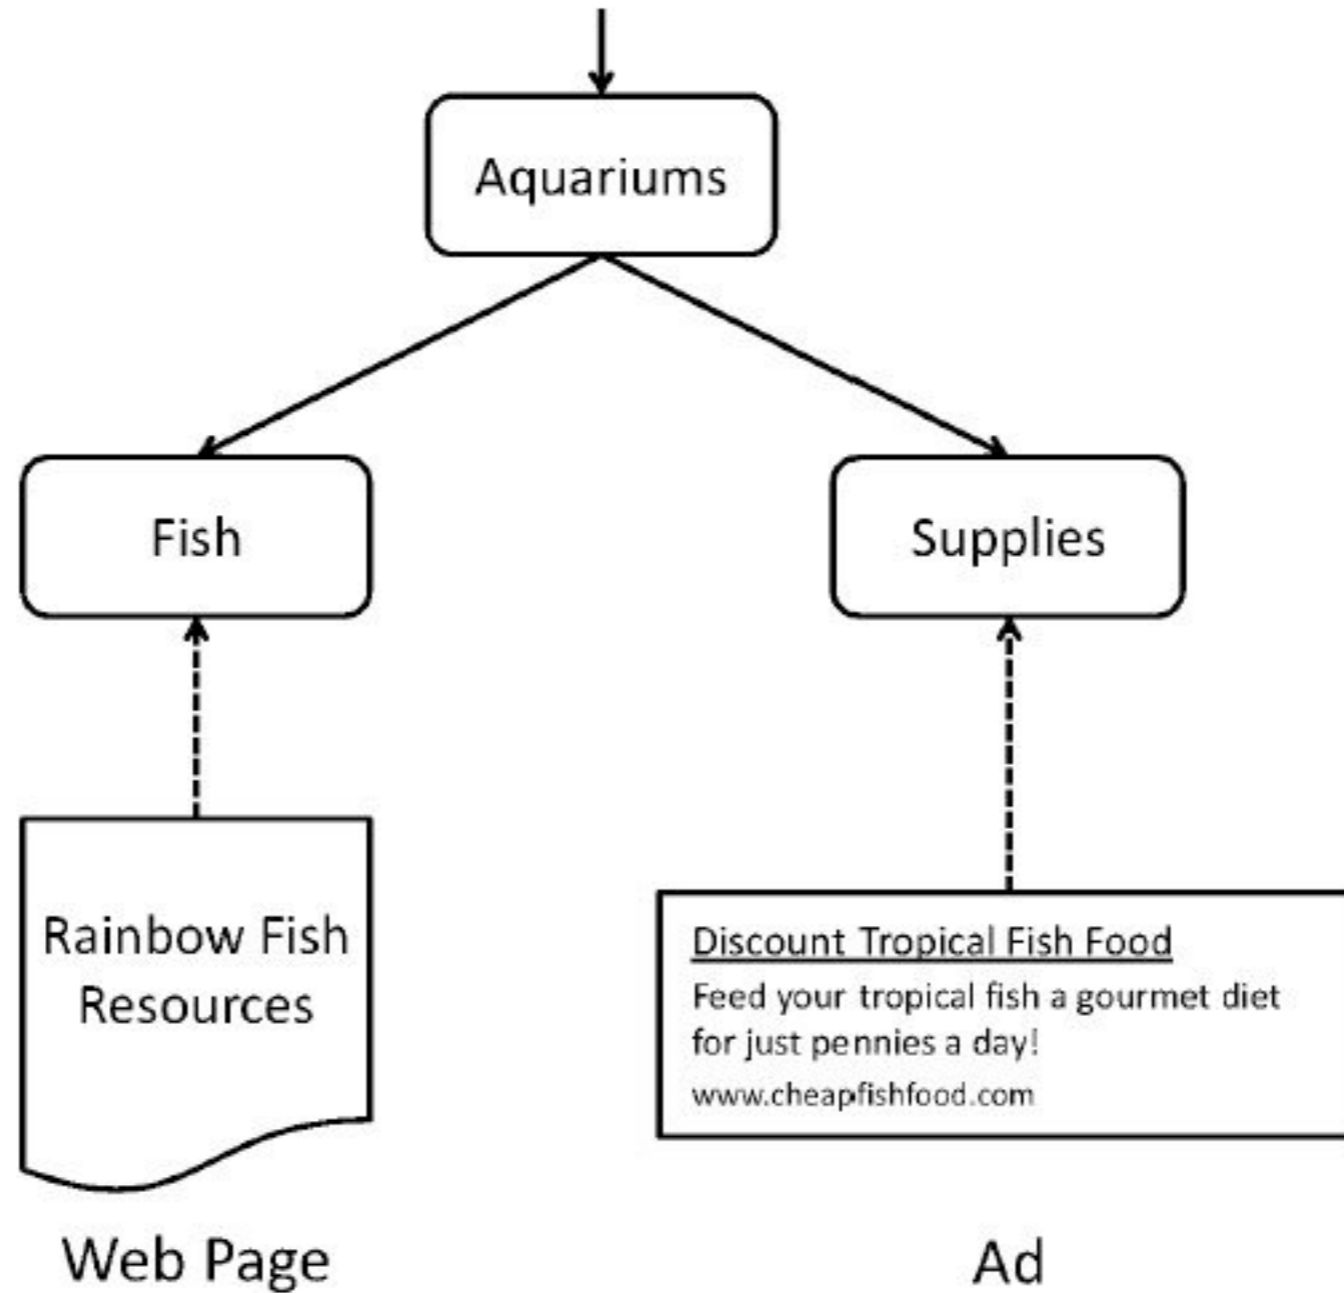 Aquariums
Fish
Supplies
Rainbow Fish
Resources
Discount Tropical Fish Food
Feed your tropical fish a gourmet diet
for just pennies a day!
www.cheapfishfood.com
Web Page
Ad